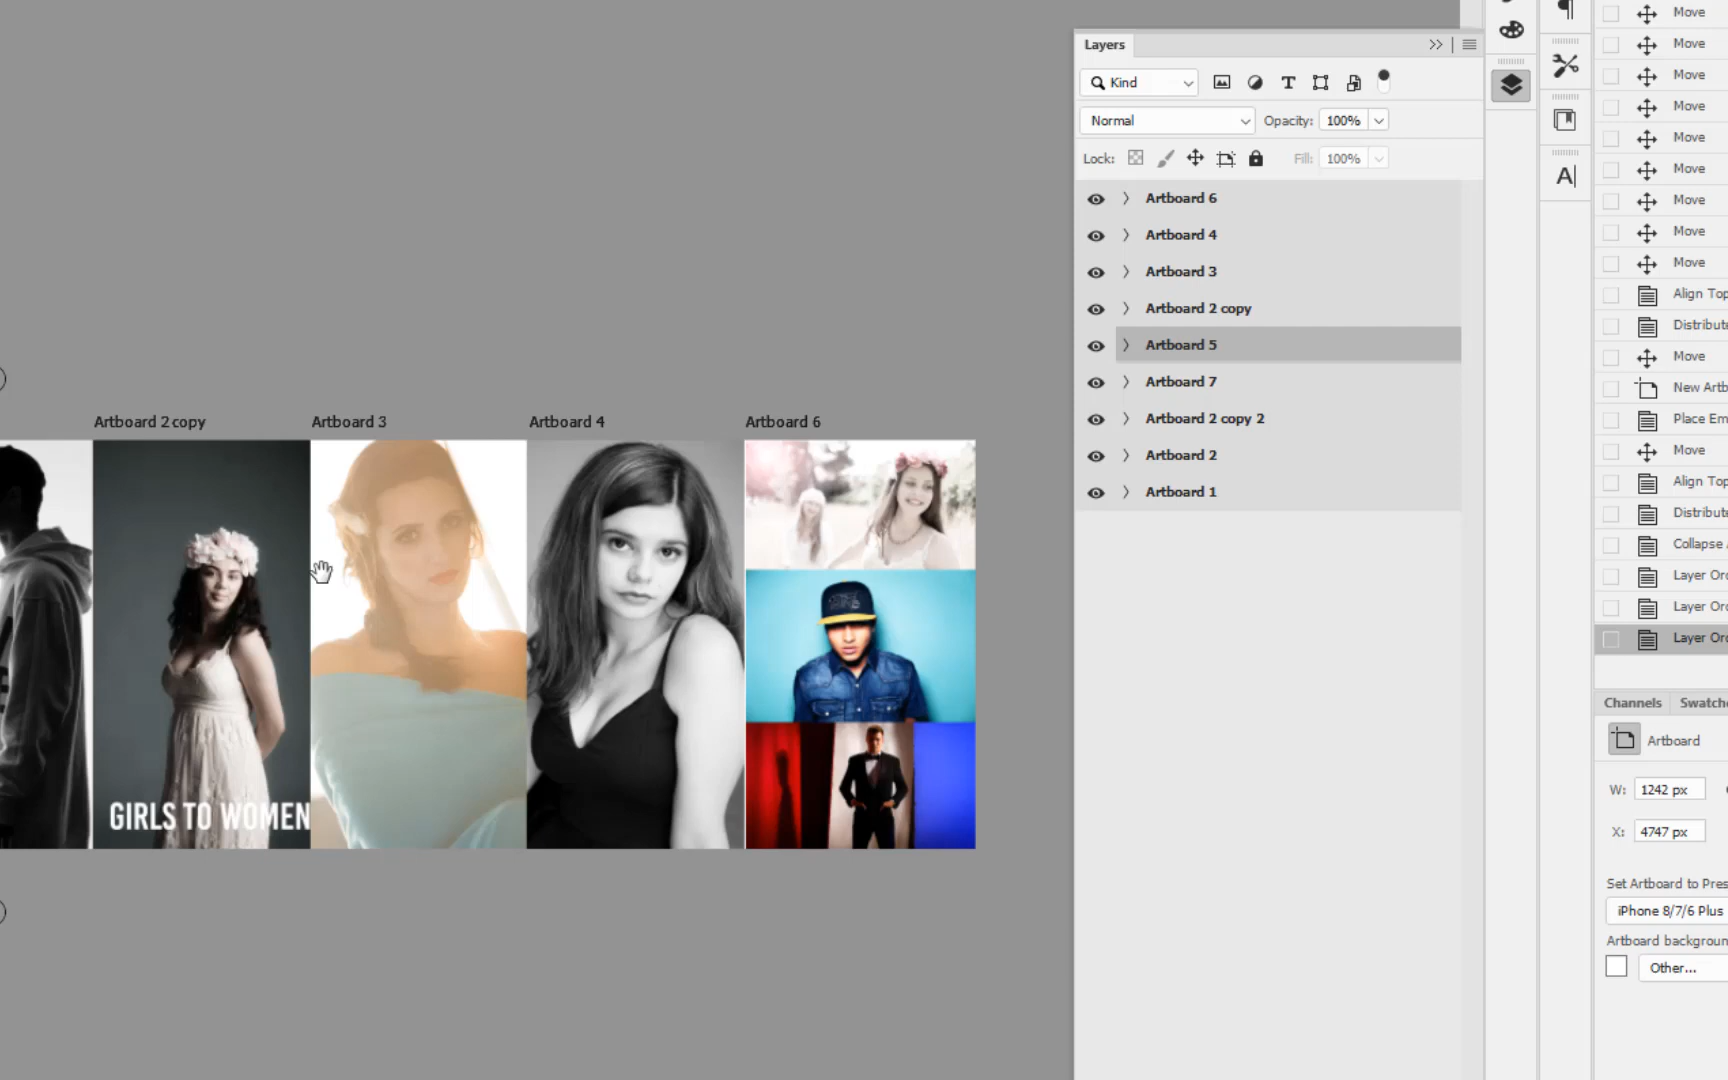 Layers
Kind
Normal
Opacity: 100%
Lock:
Fill: 100%
Artboard 6
Artboard 4
Artboard 3
Artboard 2 copy
Artboard 5
Artboard 7
Artboard 2 copy 2
Artboard 2
Artboard 1
Artboard 2 copy
Artboard 3
Artboard 4
Artboard 6
GIRLS TO WOMEN
Move
Move
Move
Move
Move
Move
Move
Move
Move
Align Top
Distribute
Move
New Artb
Place Em
Move
Align Top
Distribute
Collapse
Layer Ord
Layer Ord
Layer Ord
Channels
Swatche
Artboard
W: 1242 px
X: 4747 px
Set Artboard to Pres
iPhone 8/7/6 Plus
Artboard backgroun
Other...